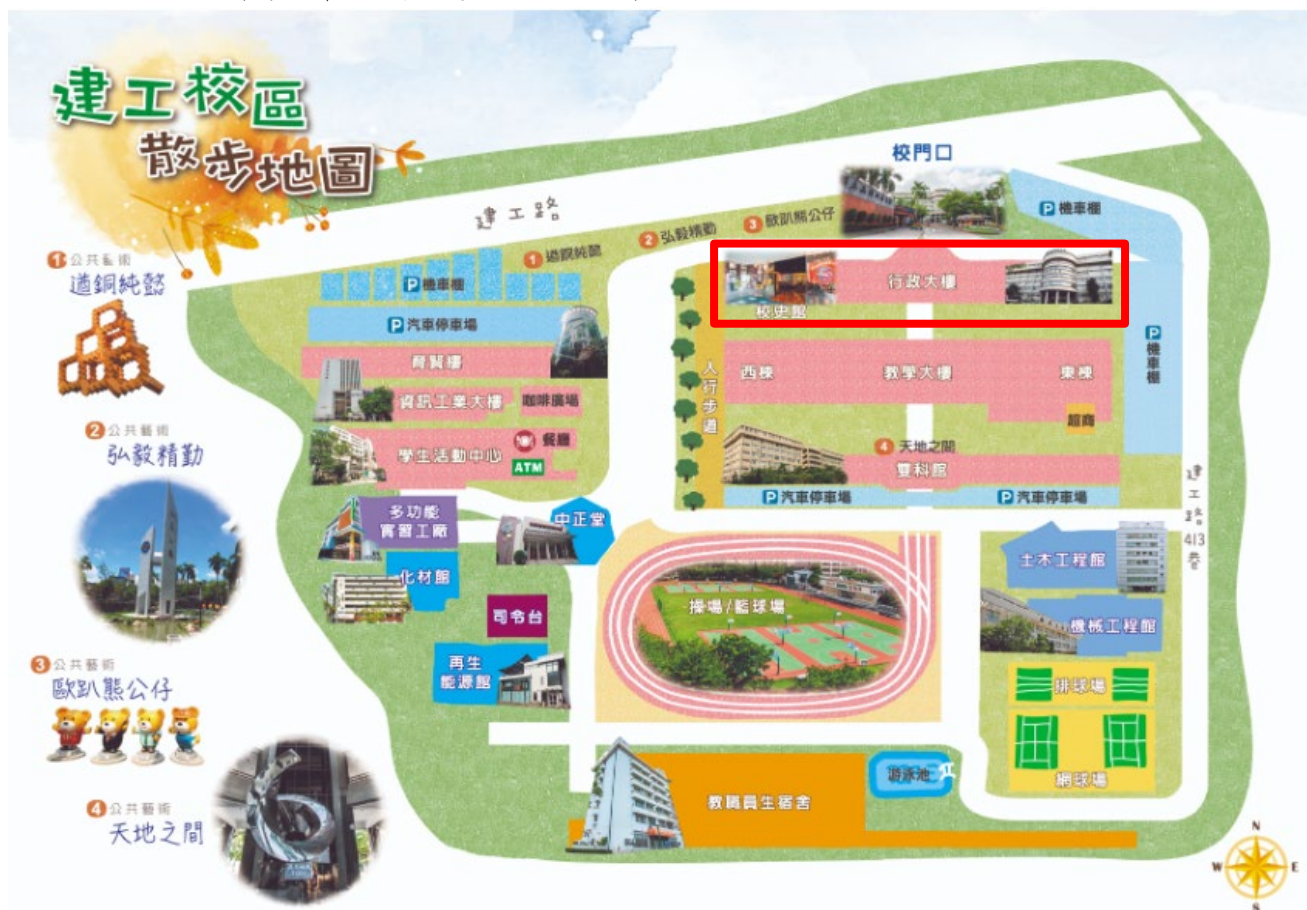 建工校區
散步地圖
校門口
建工路
P 機車棚
3 歐趴熊公仔
2 弘毅精勤
1 遒銅純懿
1 公共藝術
遒銅純懿
P 機車棚
行政大樓
校史館
P 汽車停車場
P 機車棚
育賢樓
人行步道
西棟
教學大樓
東棟
資訊工業大樓
咖啡廣場
超商
2 公共藝術
弘毅精勤
學生活動中心
餐廳
ATM
4 天地之間
雙科館
P 汽車停車場
P 汽車停車場
建工路413巷
多功能
實習工廠
中正堂
化材館
土木工程館
司令台
操場/籃球場
機械工程館
3 公共藝術
歐趴熊公仔
再生
能源館
排球場
網球場
游泳池
教職員生宿舍
4 公共藝術
天地之間
N
W
E
S